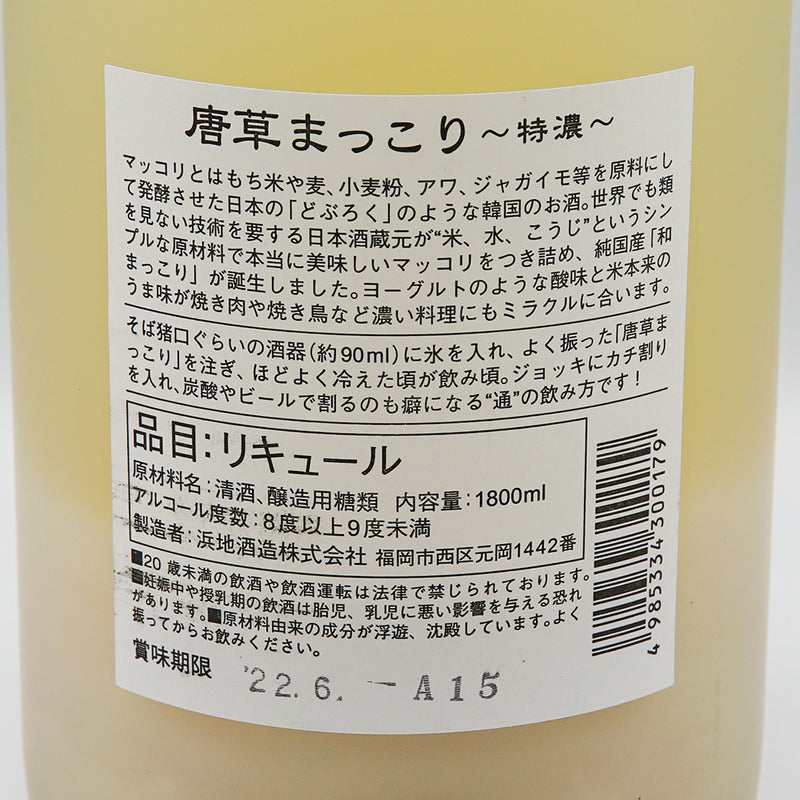 唐草まっこり～特濃～
マッコリとはもち米や麦、小麦粉、アワ、ジャガイモ等を原料にし
て発酵させた日本の「どぶろく」のような韓国のお酒。世界でも類
を見ない技術を要する日本酒蔵元が“米、水、こうじ”というシン
プルな原材料で本当に美味しいマッコリをつき詰め、純国産「和
まっこり」が誕生しました。ヨーグルトのような酸味と米本来の
うま味が焼き肉や焼き鳥など濃い料理にもミラクルに合います。
そば猪口ぐらいの酒器（約90ml）に氷を入れ、よく振った「唐草ま
っこり」を注ぎ、ほどよく冷えた頃が飲み頃。ジョッキにカチ割り
を入れ、炭酸やビールで割るのも癖になる“通”の飲み方です！
品目：リキュール
原材料名：清酒、醸造用糖類 内容量：1800ml
アルコール度数：8度以上9度未満
製造者：浜地酒造株式会社 福岡市西区元岡1442番
■20 歳未満の飲酒や飲酒運転は法律で禁じられております。
■妊娠中や授乳期の飲酒は胎児、乳児に悪い影響を与える恐れ
があります。■原材料由来の成分が浮遊、沈殿しています。よく
振ってからお飲みください。
賞味期限 '22.6.－A15
4 985334 300179